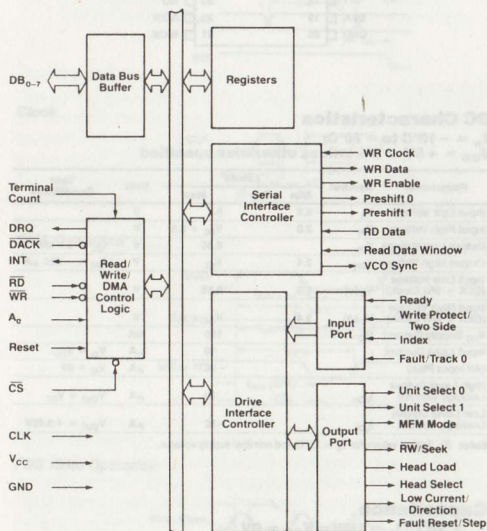 DB₀₋₇
Data Bus
Buffer
Registers
Serial
Interface
Controller
WR Clock
WR Data
WR Enable
Preshift 0
Preshift 1
RD Data
Read Data Window
VCO Sync
Terminal
Count
DRQ
DACK
INT
RD
WR
A₀
Reset
CS
CLK
VCC
GND
Read/
Write/
DMA
Control
Logic
Drive
Interface
Controller
Input
Port
Ready
Write Protect/
Two Side
Index
Fault/Track 0
Output
Port
Unit Select 0
Unit Select 1
MFM Mode
RW/Seek
Head Load
Head Select
Low Current/
Direction
Fault Reset/Step